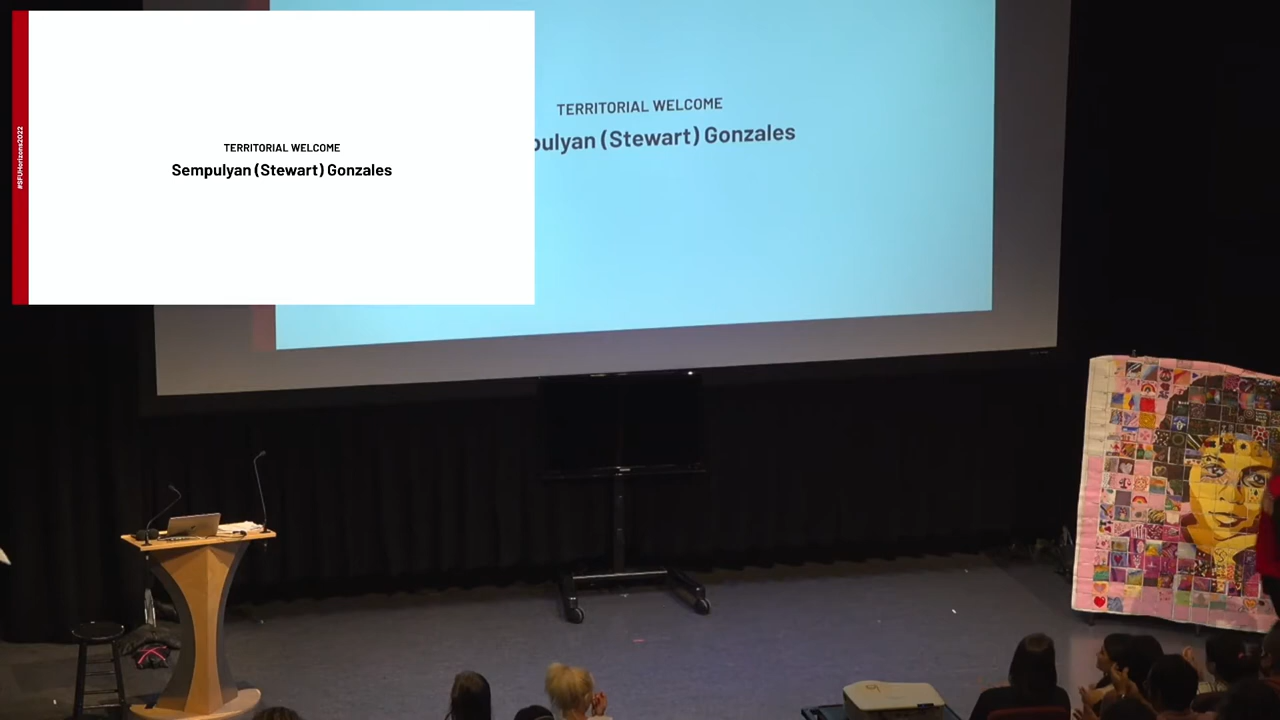 #SFUHorizons2022
TERRITORIAL WELCOME
Sempulyan (Stewart) Gonzales
TERRITORIAL WELCOME
pulyan (Stewart) Gonzales